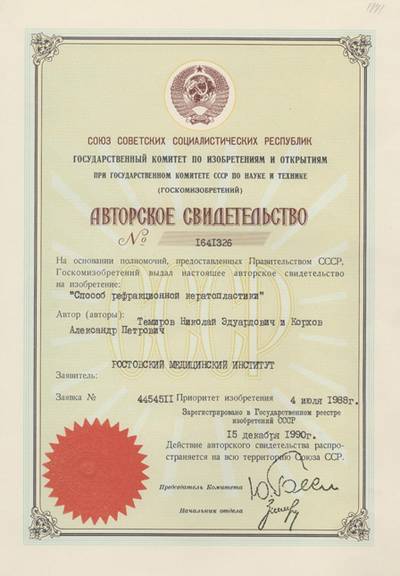 1991
СОЮЗ СОВЕТСКИХ СОЦИАЛИСТИЧЕСКИХ РЕСПУБЛИК
ГОСУДАРСТВЕННЫЙ КОМИТЕТ ПО ИЗОБРЕТЕНИЯМ И ОТКРЫТИЯМ
ПРИ ГОСУДАРСТВЕННОМ КОМИТЕТЕ СССР ПО НАУКЕ И ТЕХНИКЕ
(ГОСКОМИЗОБРЕТЕНИЙ)
АВТОРСКОЕ СВИДЕТЕЛЬСТВО
№ 1641326
На основании полномочий, предоставленных Правительством СССР,
Госкомизобретений выдал настоящее авторское свидетельство
на изобретение:
"Способ рефракционной кератопластики"
Автор (авторы): Темиров Николай Эдуардович и Корхов
Александр Петрович
РОСТОВСКИЙ МЕДИЦИНСКИЙ ИНСТИТУТ
Заявитель:
Заявка № 4454511 Приоритет изобретения 4 июля 1988г.
Зарегистрировано в Государственном реестре
изобретений СССР
15 декабря 1990г.
Действие авторского свидетельства распро-
страняется на всю территорию Союза ССР.
Председатель Комитета
Начальник отдела
СССР